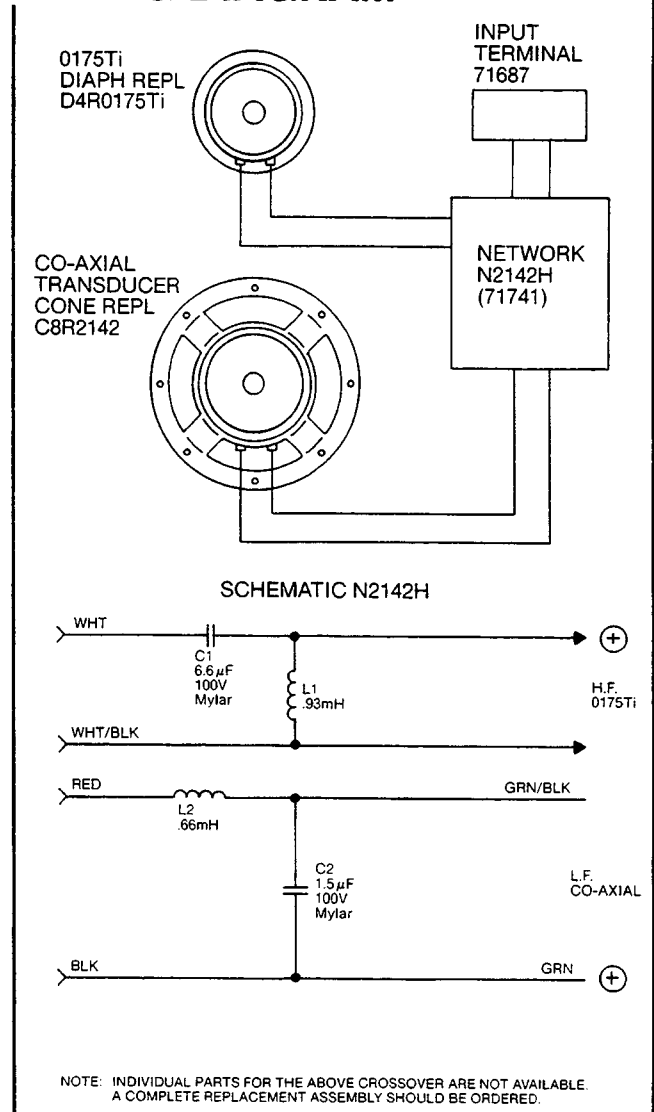 0175Ti
DIAPH REPL
D4R0175Ti
INPUT
TERMINAL
71687
NETWORK
N2142H
(71741)
CO-AXIAL
TRANSDUCER
CONE REPL
C8R2142
SCHEMATIC N2142H
WHT
C1
6.6µF
100V
Mylar
L1
.93mH
+
H.F.
0175Ti
WHT/BLK
RED
L2
.66mH
GRN/BLK
C2
1.5µF
100V
Mylar
L.F.
CO-AXIAL
BLK
GRN
+
NOTE: INDIVIDUAL PARTS FOR THE ABOVE CROSSOVER ARE NOT AVAILABLE.
A COMPLETE REPLACEMENT ASSEMBLY SHOULD BE ORDERED.